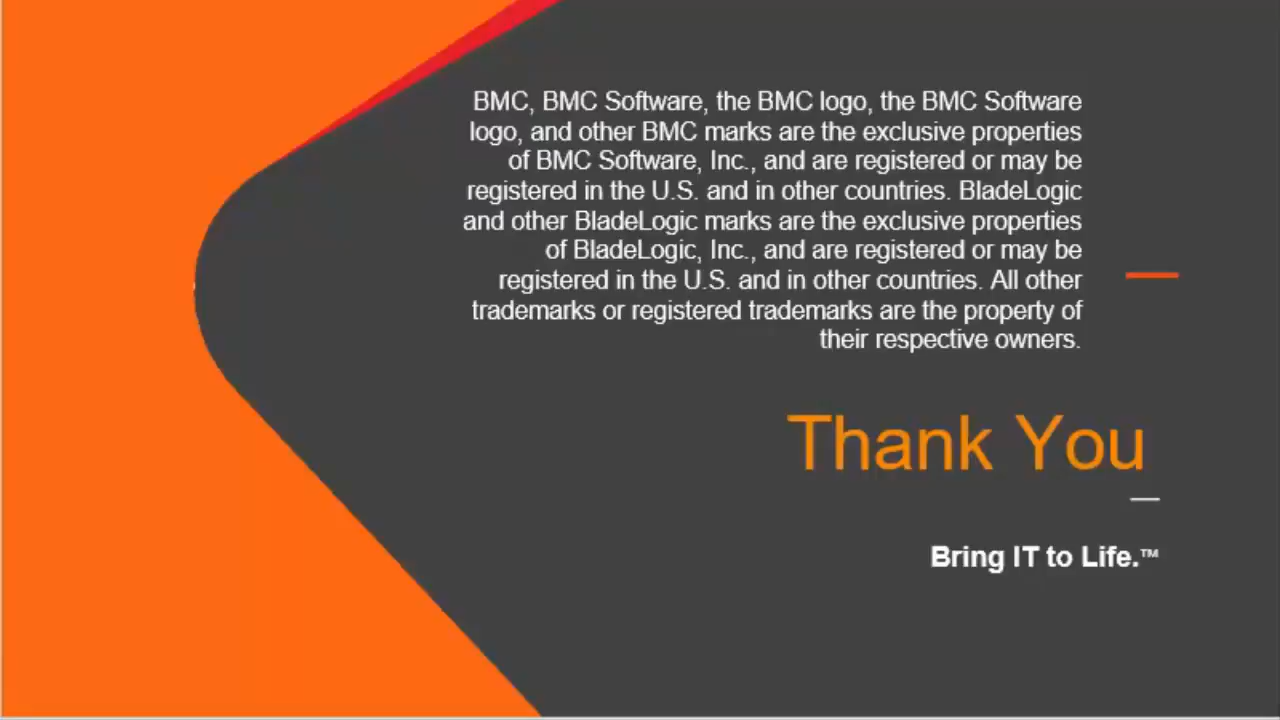 BMC, BMC Software, the BMC logo, the BMC Software
logo, and other BMC marks are the exclusive properties
of BMC Software, Inc., and are registered or may be
registered in the U.S. and in other countries. BladeLogic
and other BladeLogic marks are the exclusive properties
of BladeLogic, Inc., and are registered or may be
registered in the U.S. and in other countries. All other
trademarks or registered trademarks are the property of
their respective owners.
Thank You
Bring IT to Life.™